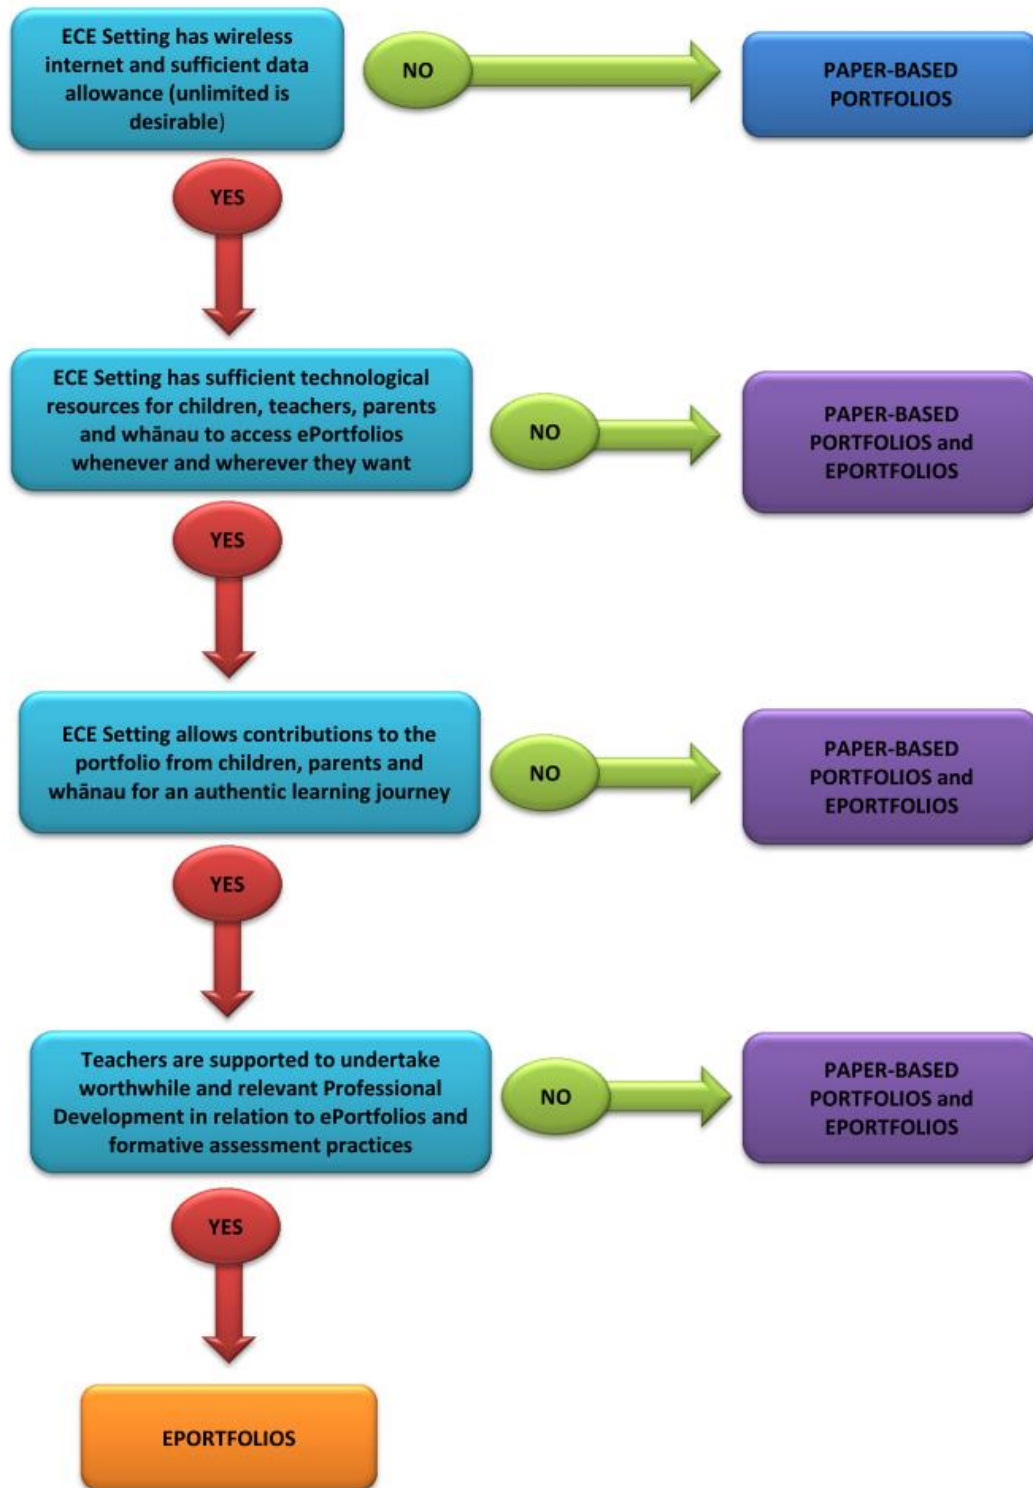 ECE Setting has wireless
internet and sufficient data
allowance (unlimited is
desirable)
NO
PAPER-BASED
PORTFOLIOS
YES
ECE Setting has sufficient technological
resources for children, teachers, parents
and whānau to access ePortfolios
whenever and wherever they want
NO
PAPER-BASED
PORTFOLIOS and
EPORTFOLIOS
YES
ECE Setting allows contributions to the
portfolio from children, parents and
whānau for an authentic learning journey
NO
PAPER-BASED
PORTFOLIOS and
EPORTFOLIOS
YES
Teachers are supported to undertake
worthwhile and relevant Professional
Development in relation to ePortfolios and
formative assessment practices
NO
PAPER-BASED
PORTFOLIOS and
EPORTFOLIOS
YES
EPORTFOLIOS